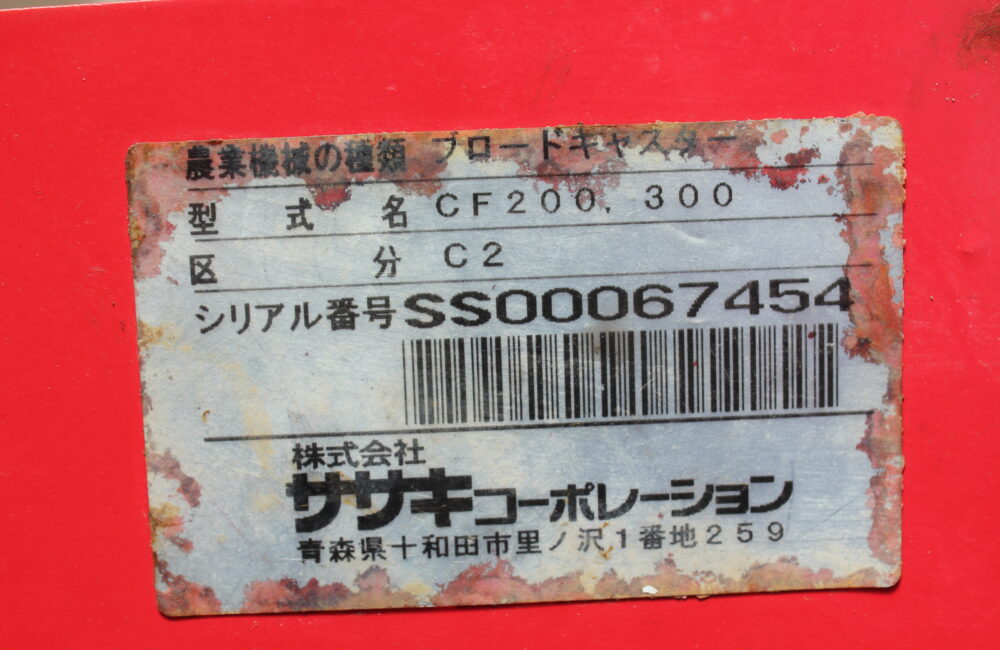 農業機械の種類 ブロードキャスター
型式名 CF200, 300
区分 C2
シリアル番号 SS00067454
株式会社
ササキコーポレーション
青森県十和田市里ノ沢1番地259